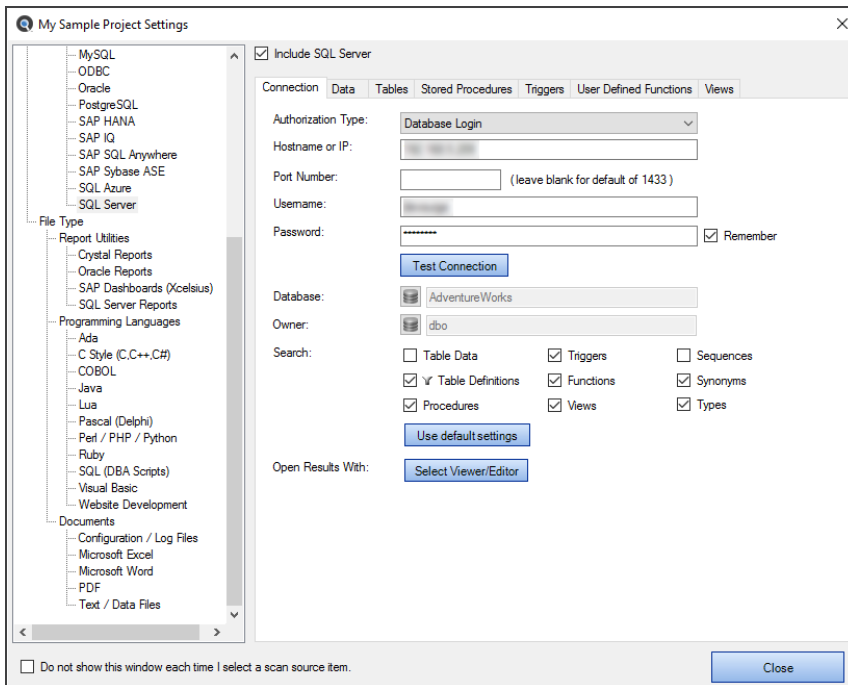 My Sample Project Settings
MySQL
ODBC
Oracle
PostgreSQL
SAP HANA
SAP IQ
SAP SQL Anywhere
SAP Sybase ASE
SQL Azure
SQL Server
File Type
Report Utilities
Crystal Reports
Oracle Reports
SAP Dashboards (Xcelsius)
SQL Server Reports
Programming Languages
Ada
C Style (C,C++,C#)
COBOL
Java
Lua
Pascal (Delphi)
Perl / PHP / Python
Ruby
SQL (DBA Scripts)
Visual Basic
Website Development
Documents
Configuration / Log Files
Microsoft Excel
Microsoft Word
PDF
Text / Data Files
Include SQL Server
Connection Data Tables Stored Procedures Triggers User Defined Functions Views
Authorization Type: Database Login
Hostname or IP:
Port Number: (leave blank for default of 1433 )
Username:
Password: ******** Remember
Test Connection
Database: AdventureWorks
Owner: dbo
Search: Table Data Triggers Sequences
Table Definitions Functions Synonyms
Procedures Views Types
Use default settings
Open Results With: Select Viewer/Editor
Do not show this window each time I select a scan source item.
Close